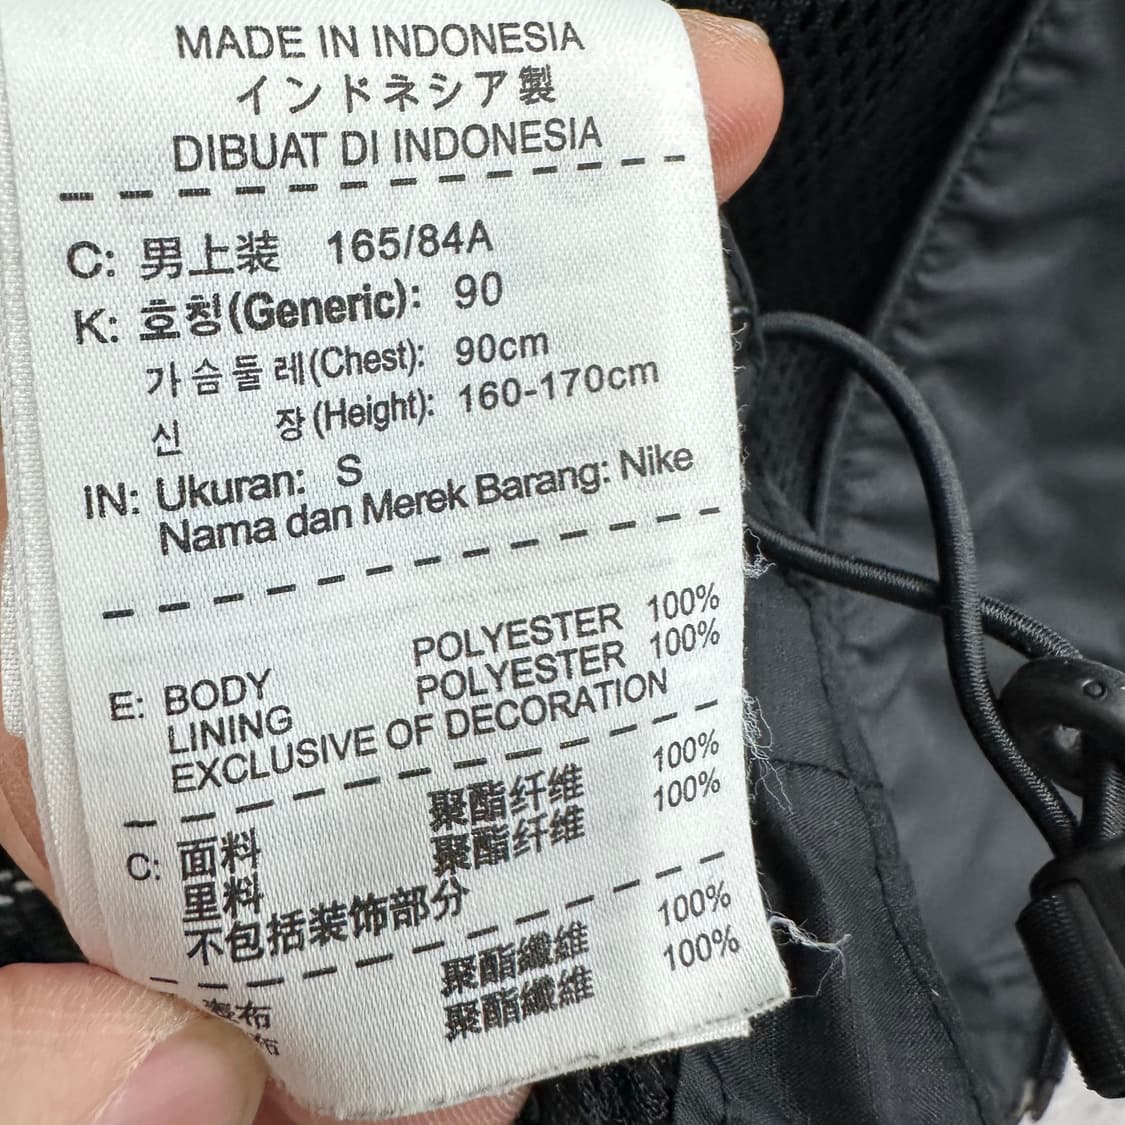 MADE IN INDONESIA
インドネシア製
DIBUAT DI INDONESIA
C: 男上装 165/84A
K: 호칭(Generic): 90
가슴둘레(Chest): 90cm
신 장(Height): 160-170cm
IN: Ukuran: S
Nama dan Merek Barang: Nike
E: BODY POLYESTER 100%
LINING POLYESTER 100%
EXCLUSIVE OF DECORATION
C: 面料 聚酯纤维 100%
里料 聚酯纤维 100%
不包括装饰部分
表布 聚酯纖維 100%
布 聚酯纖維 100%